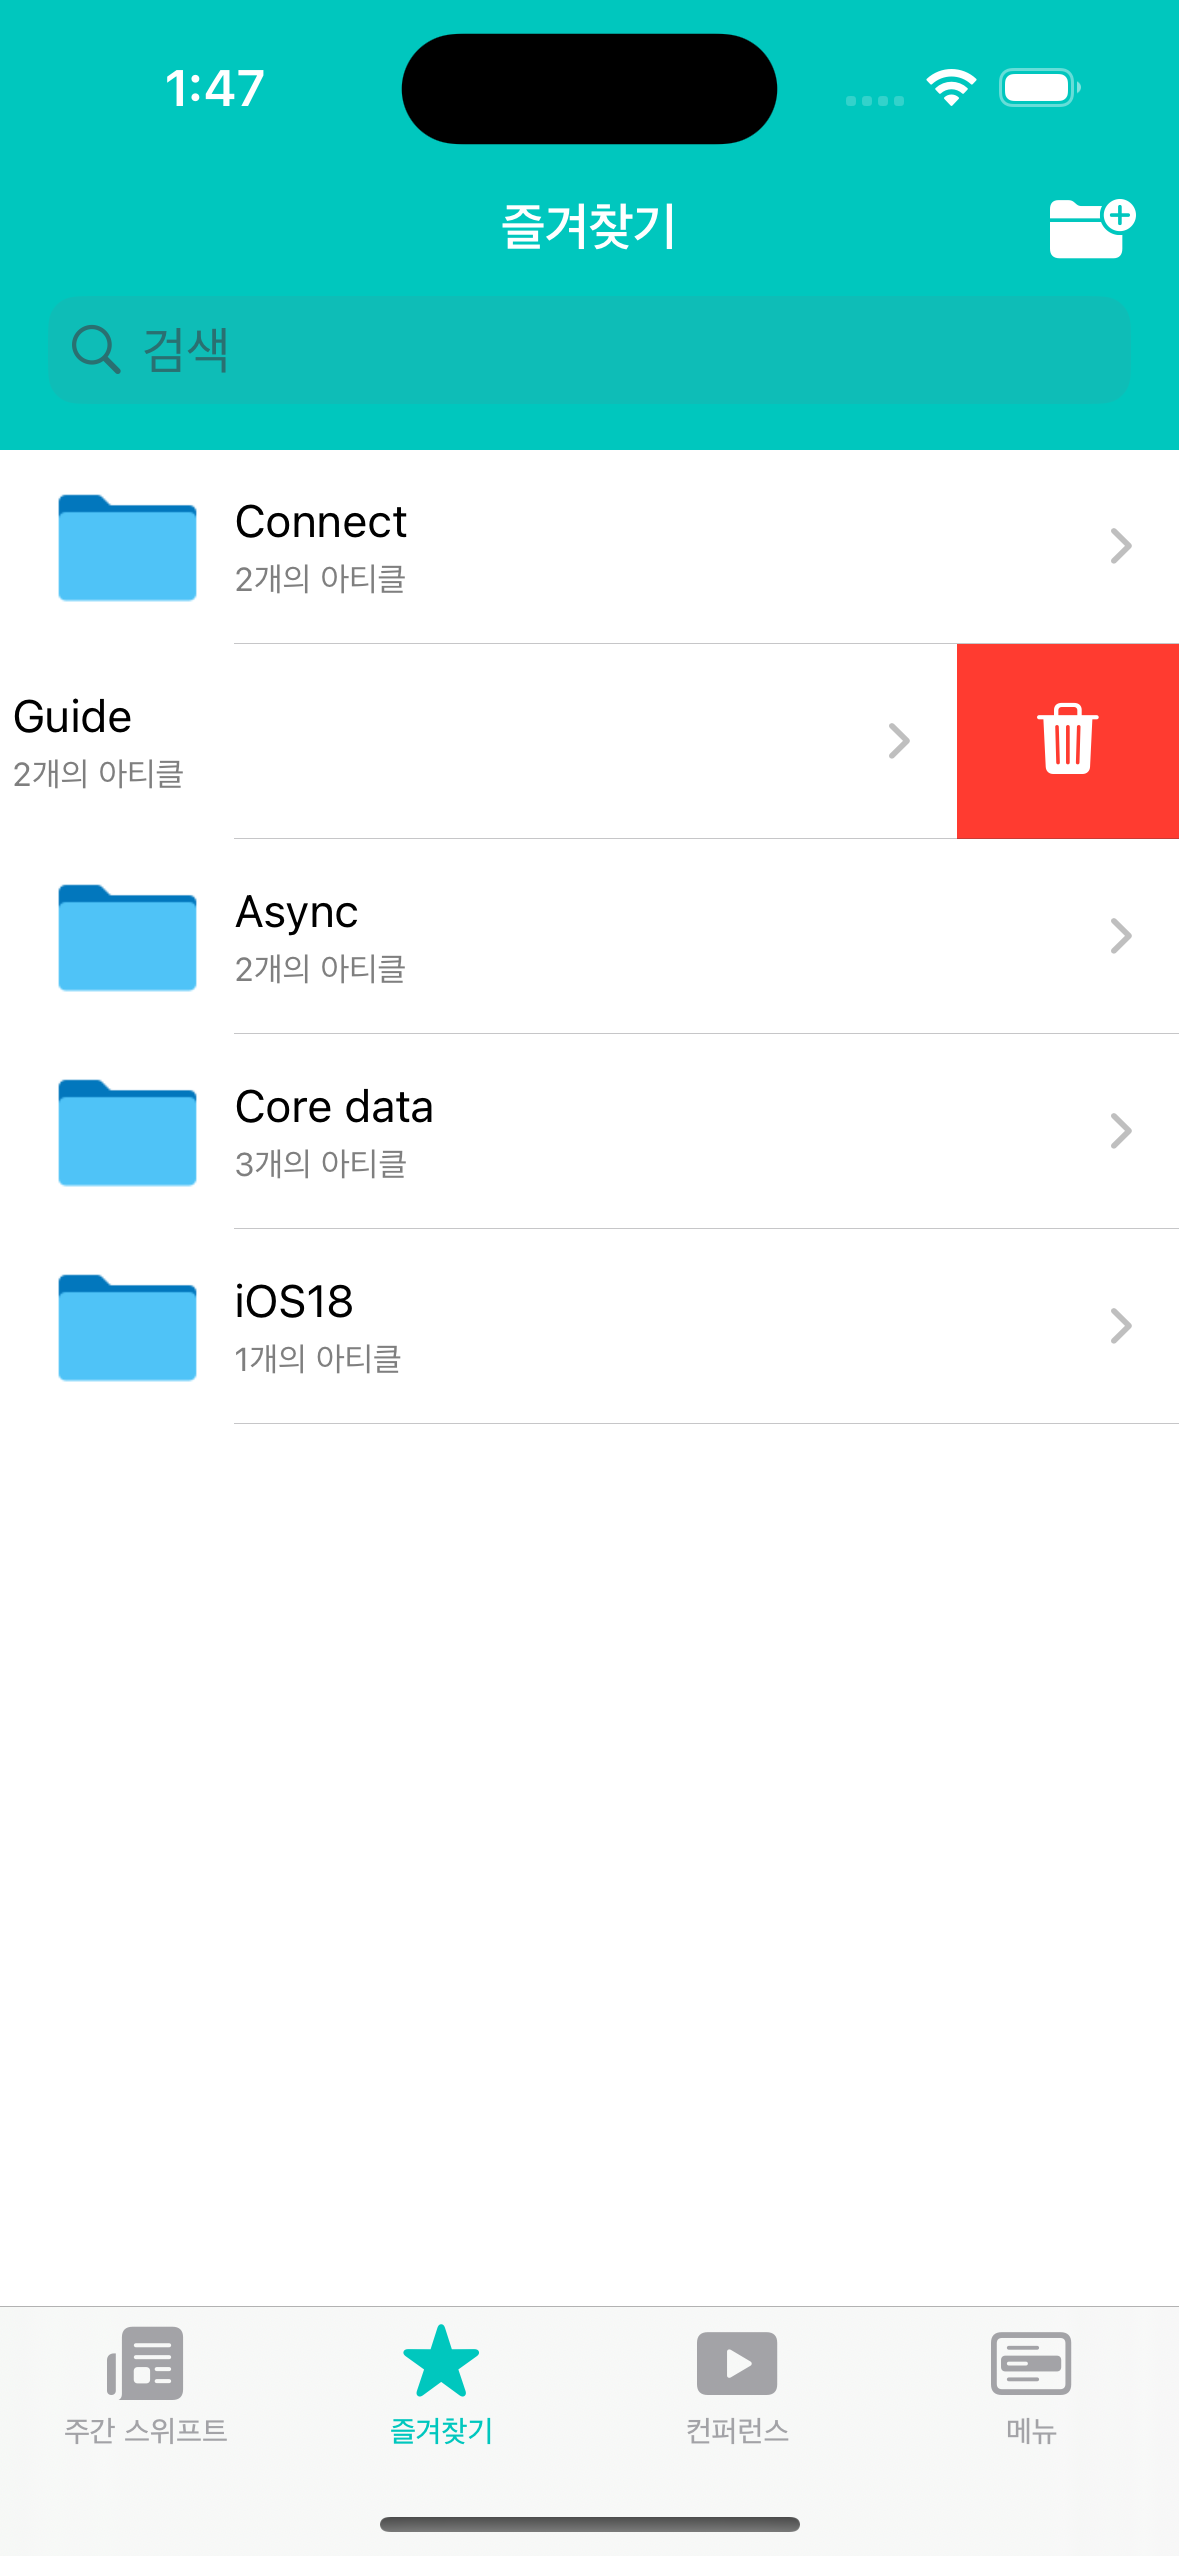 1:47
즐겨찾기
검색
Connect
2개의 아티클
Guide
2개의 아티클
Async
2개의 아티클
Core data
3개의 아티클
iOS18
1개의 아티클
주간 스위프트
즐겨찾기
컨퍼런스
메뉴